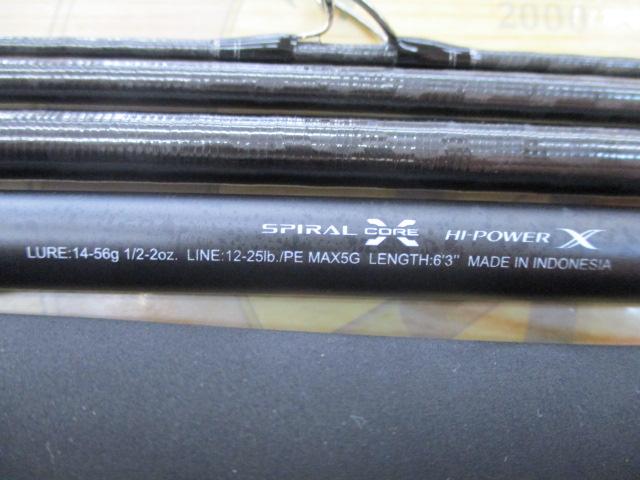 2000
SPIRAL X CORE HI-POWER X
LURE:14-56g 1/2-2oz. LINE:12-25lb./PE MAX5G LENGTH:6'3" MADE IN INDONESIA